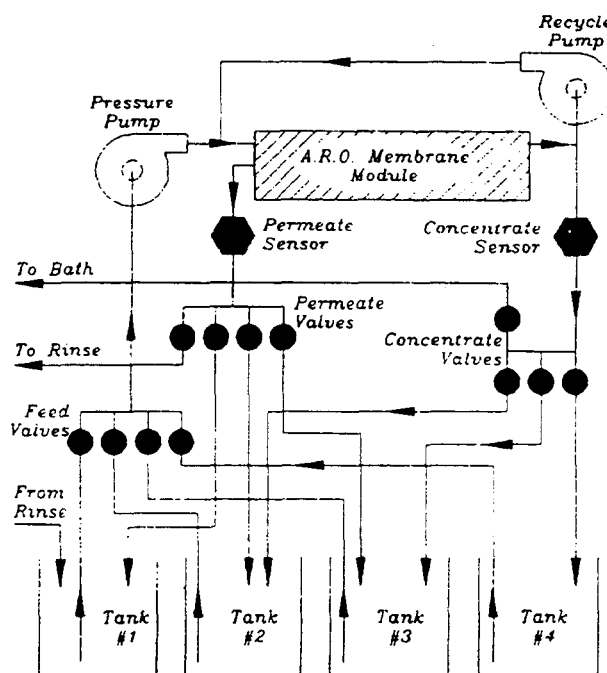 Recycle
Pump
Pressure
Pump
A.R.O. Membrane
Module
Permeate
Sensor
Concentrate
Sensor
To Bath
Permeate
Valves
Concentrate
Valves
To Rinse
Feed
Valves
From
Rinse
Tank
#1
Tank
#2
Tank
#3
Tank
#4